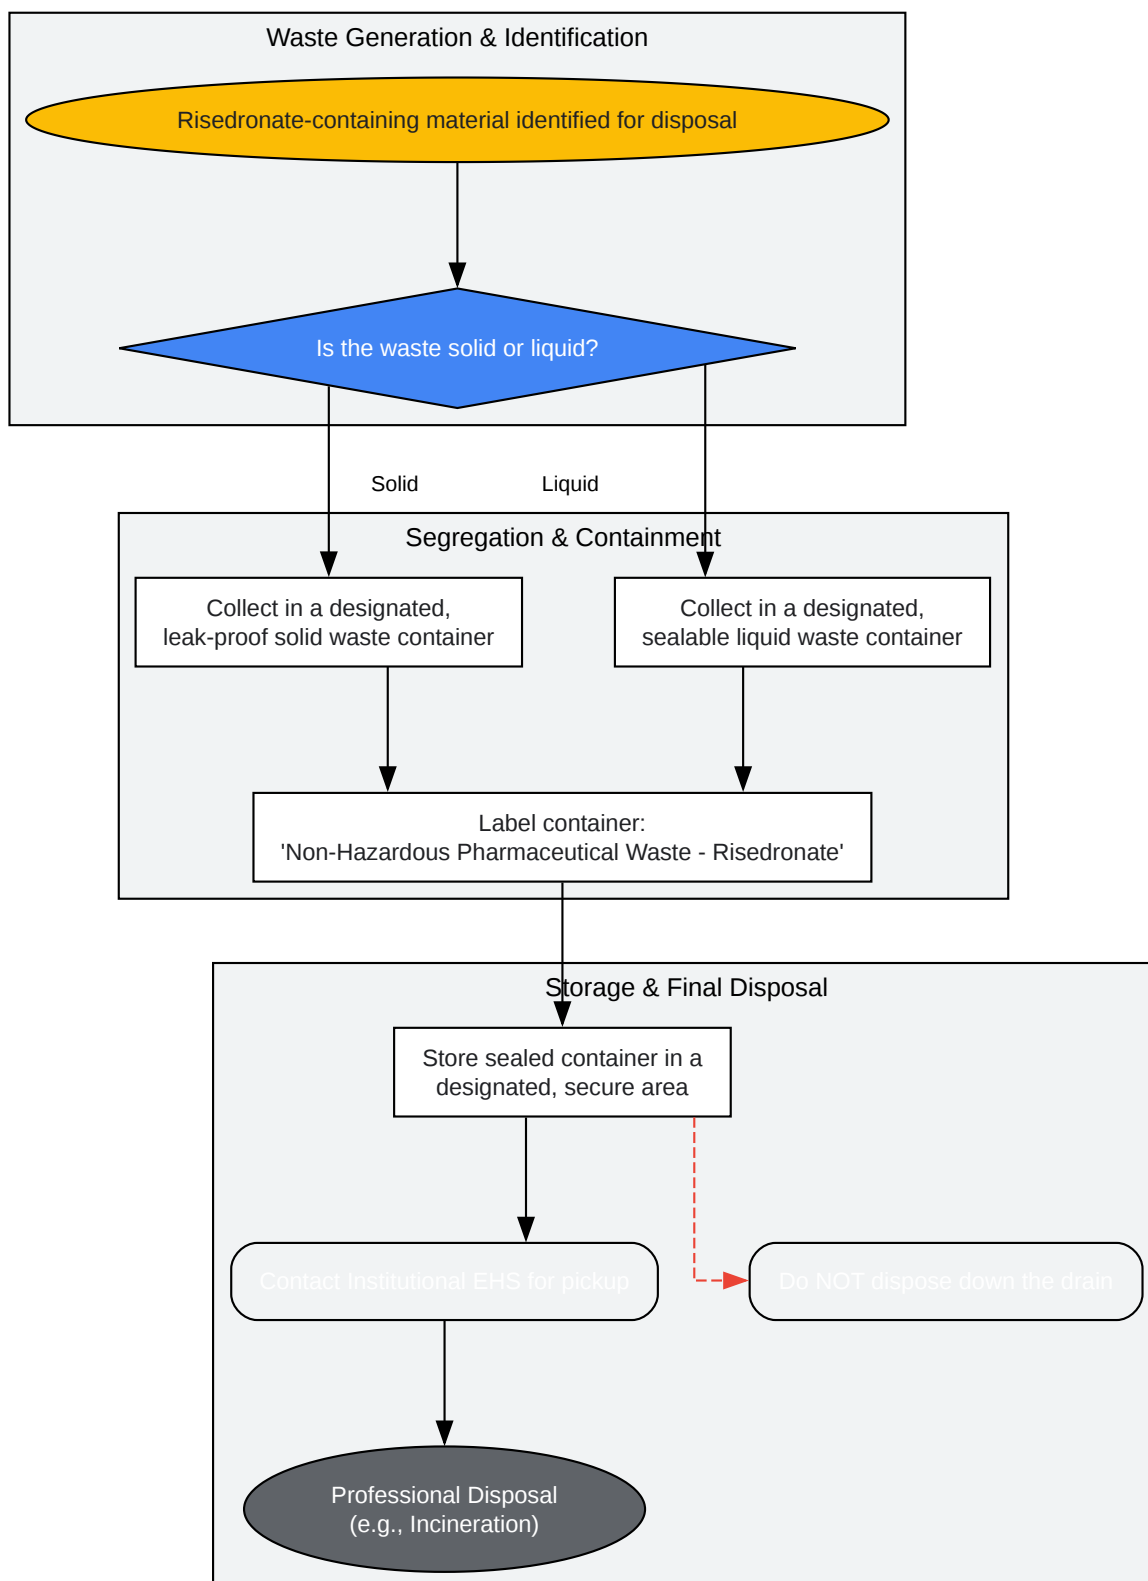 Waste Generation & Identification
Risedronate-containing material identified for disposal
Is the waste solid or liquid?
Solid
Liquid
Segregation & Containment
Collect in a designated,
leak-proof solid waste container
Collect in a designated,
sealable liquid waste container
Label container:
'Non-Hazardous Pharmaceutical Waste - Risedronate'
Storage & Final Disposal
Store sealed container in a
designated, secure area
Contact Institutional EHS for pickup
Do NOT dispose down the drain
Professional Disposal
(e.g., Incineration)